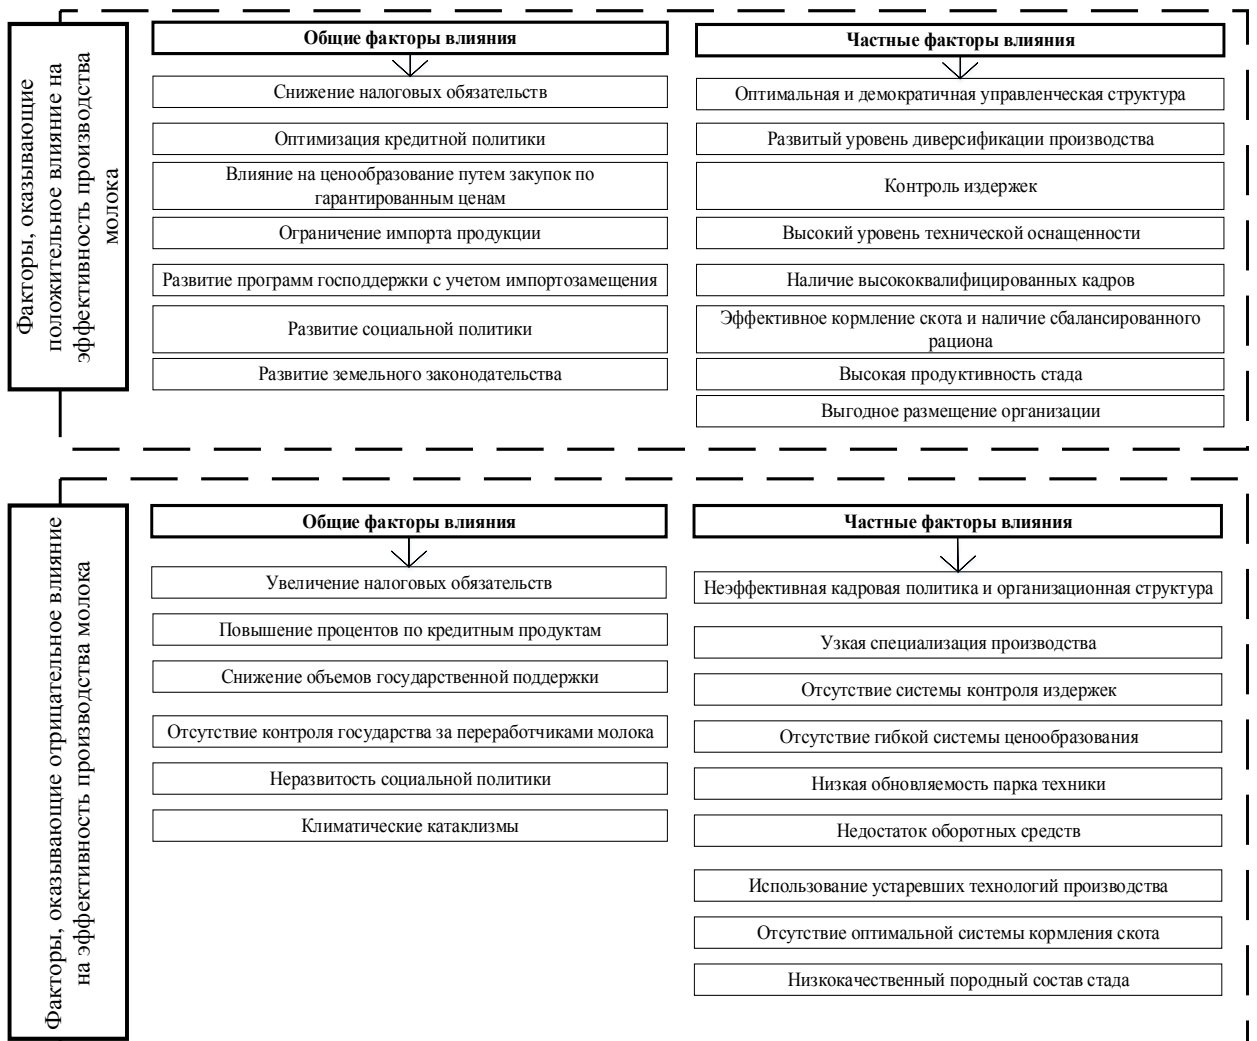 Факторы, оказывающие
положительное влияние на
эффективность производства
молока
Общие факторы влияния
Снижение налоговых обязательств
Оптимизация кредитной политики
Влияние на ценообразование путем закупок по
гарантированным ценам
Ограничение импорта продукции
Развитие программ господдержки с учетом импортозамещения
Развитие социальной политики
Развитие земельного законодательства
Частные факторы влияния
Оптимальная и демократичная управленческая структура
Развитый уровень диверсификации производства
Контроль издержек
Высокий уровень технической оснащенности
Наличие высококвалифицированных кадров
Эффективное кормление скота и наличие сбалансированного
рациона
Высокая продуктивность стада
Выгодное размещение организации
Факторы, оказывающие отрицательное влияние
на эффективность производства молока
Общие факторы влияния
Увеличение налоговых обязательств
Повышение процентов по кредитным продуктам
Снижение объемов государственной поддержки
Отсутствие контроля государства за переработчиками молока
Неразвитость социальной политики
Климатические катаклизмы
Частные факторы влияния
Неэффективная кадровая политика и организационная структура
Узкая специализация производства
Отсутствие системы контроля издержек
Отсутствие гибкой системы ценообразования
Низкая обновляемость парка техники
Недостаток оборотных средств
Использование устаревших технологий производства
Отсутствие оптимальной системы кормления скота
Низкокачественный породный состав стада